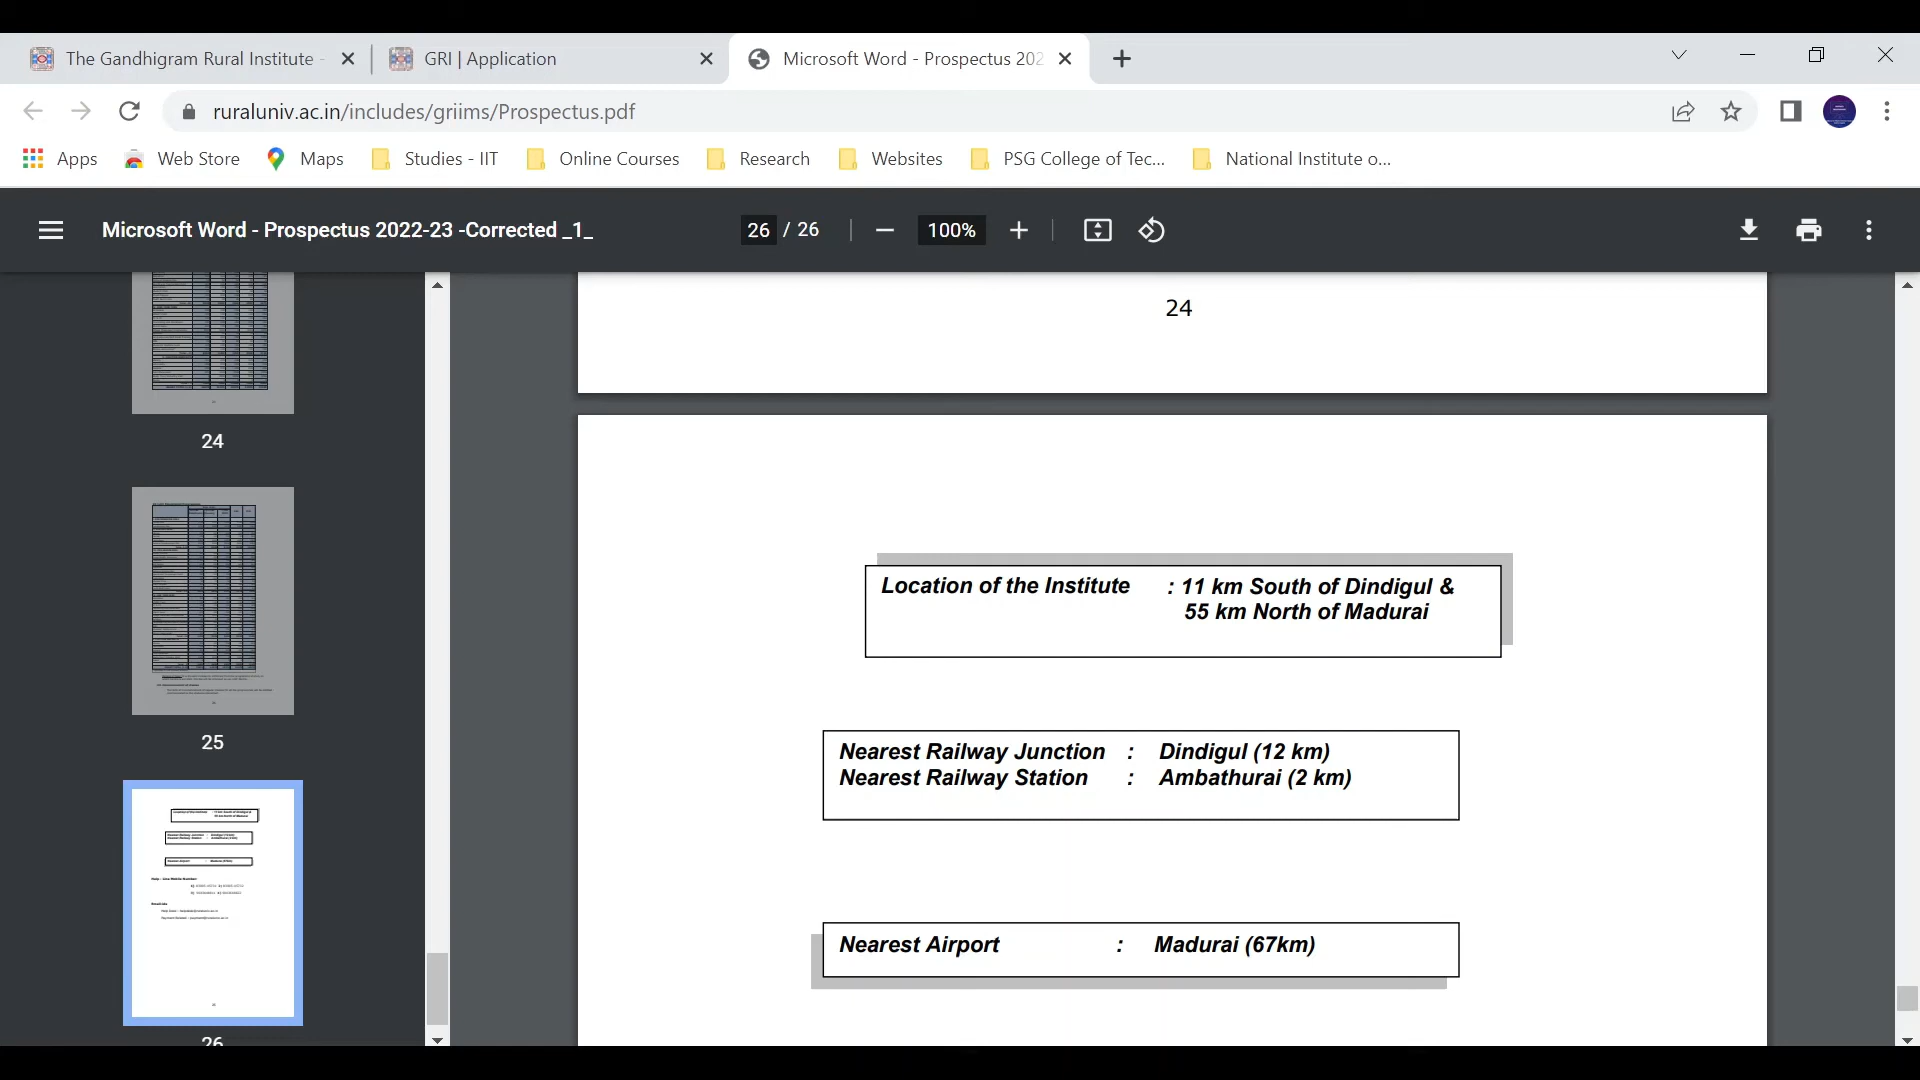 The Gandhigram Rural Institute -
GRI | Application
Microsoft Word - Prospectus 202
ruraluniv.ac.in/includes/griims/Prospectus.pdf
Apps
Web Store
Maps
Studies - IIT
Online Courses
Research
Websites
PSG College of Tec...
National Institute o...
Microsoft Word - Prospectus 2022-23 -Corrected _1_
26 / 26
100%
24
25
26
24
Location of the Institute : 11 km South of Dindigul &
55 km North of Madurai
Nearest Railway Junction : Dindigul (12 km)
Nearest Railway Station : Ambathurai (2 km)
Nearest Airport : Madurai (67km)